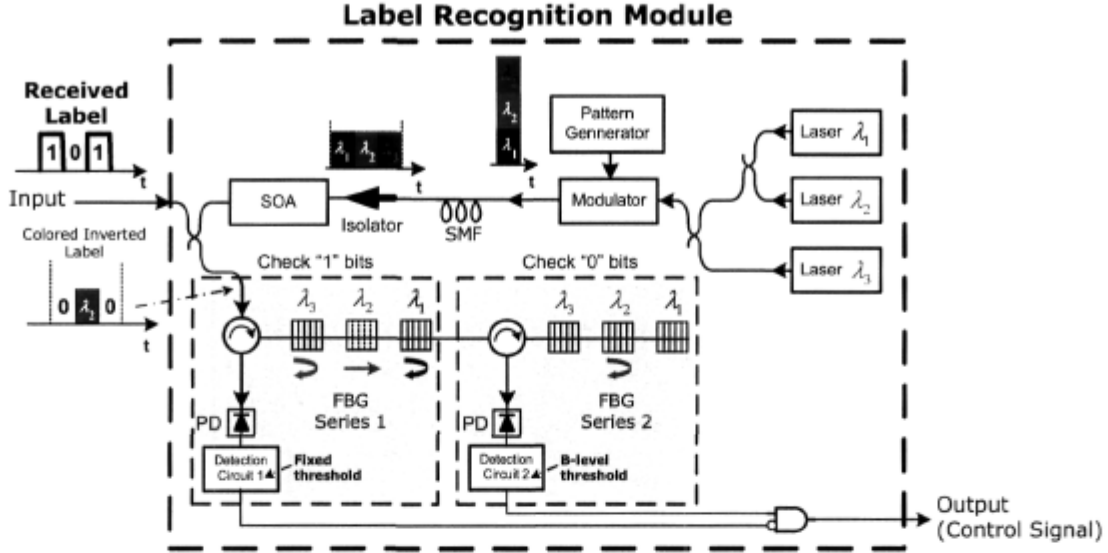 Label Recognition Module
Received
Label
1 0 1
t
Input
Colored Inverted
Label
0 λ2 0
t
SOA
λ1 λ2
t
Isolator
SMF
λ2
λ1
t
Pattern
Gennerator
Modulator
Laser λ1
Laser λ2
Laser λ3
Check "1" bits
λ3 λ2 λ1
FBG
Series 1
PD
Detection
Circuit 1
Fixed
threshold
Check "0" bits
λ3 λ2 λ1
FBG
Series 2
PD
Detection
Circuit 2
B-level
threshold
Output
(Control Signal)